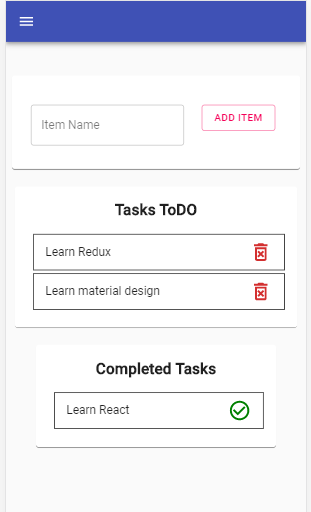 Item Name
ADD ITEM
Tasks ToDO
Learn Redux
Learn material design
Completed Tasks
Learn React